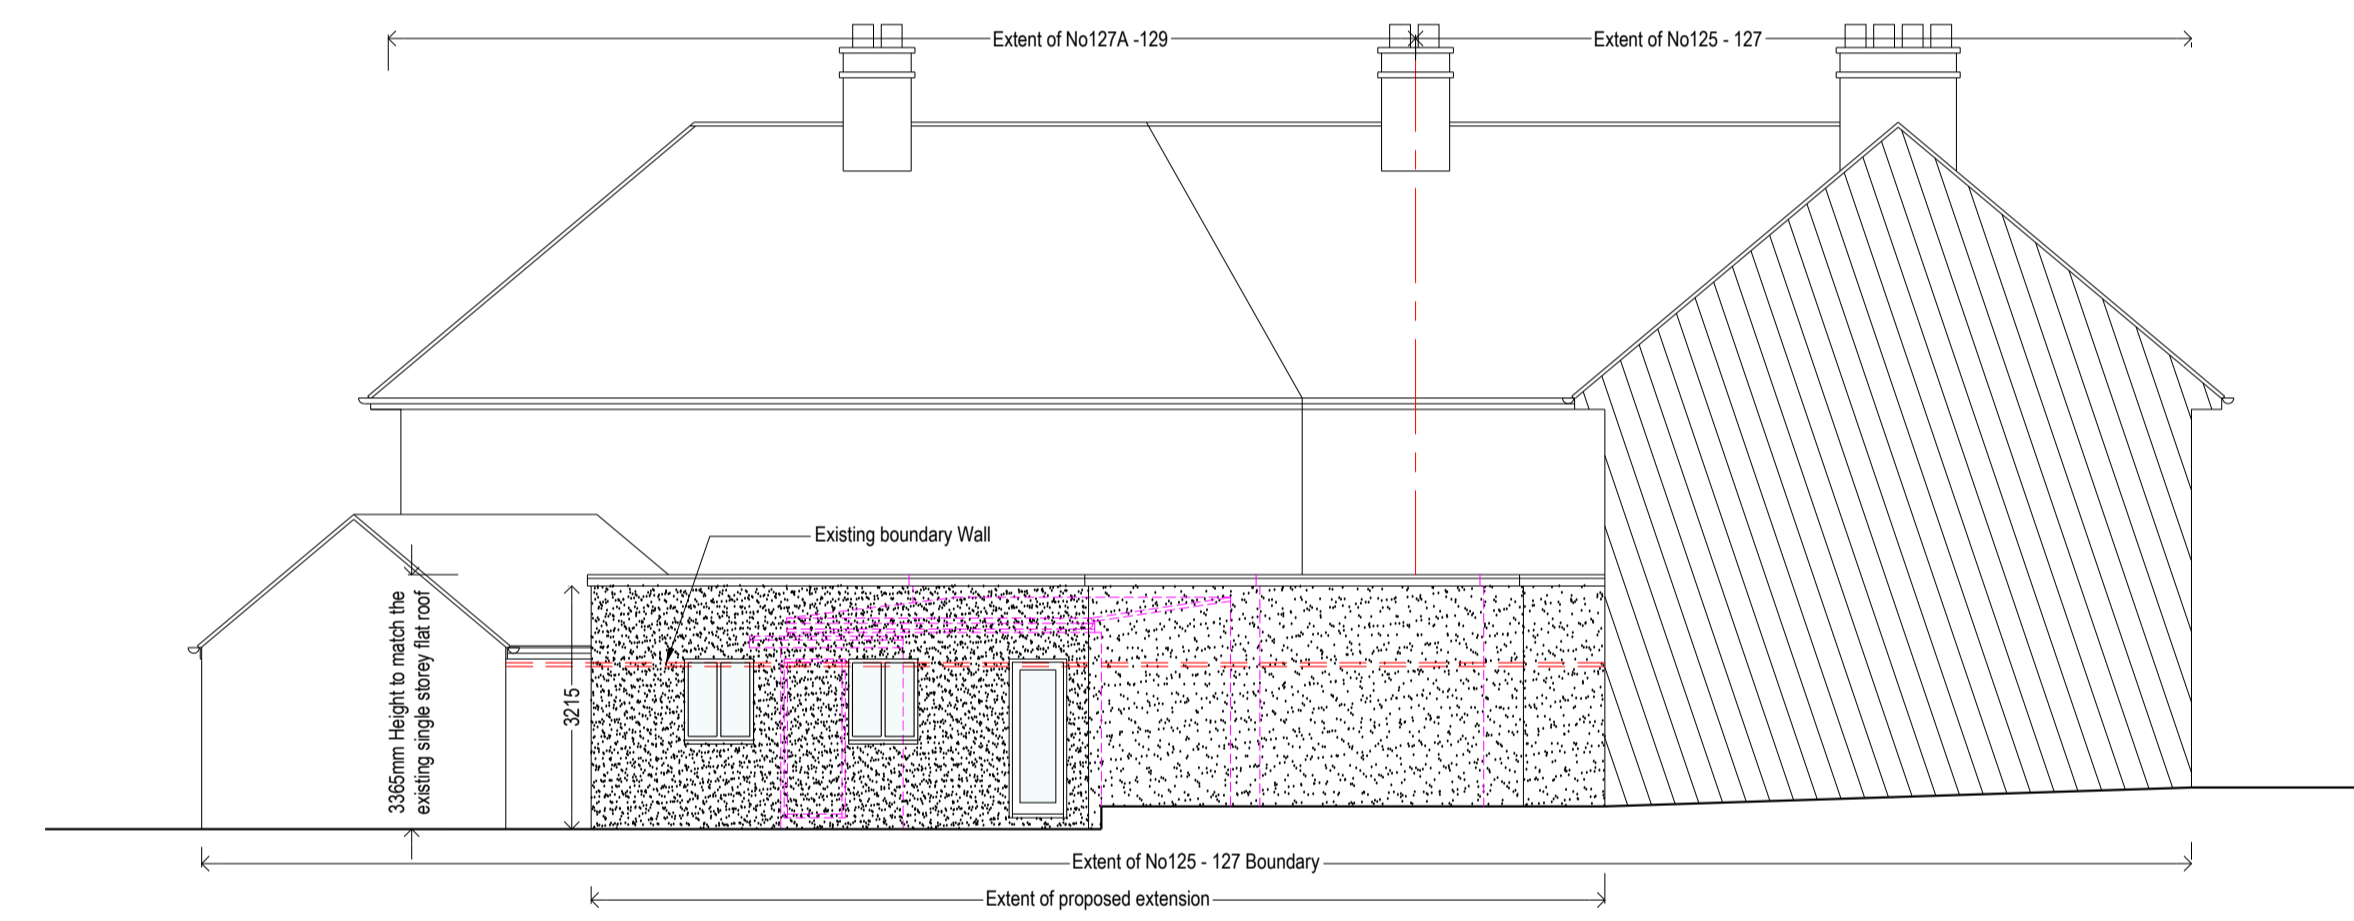 Extent of No127A -129
Extent of No125 - 127
Existing boundary Wall
3365mm Height to match the
existing single storey flat roof
3215
Extent of No125 - 127 Boundary
Extent of proposed extension